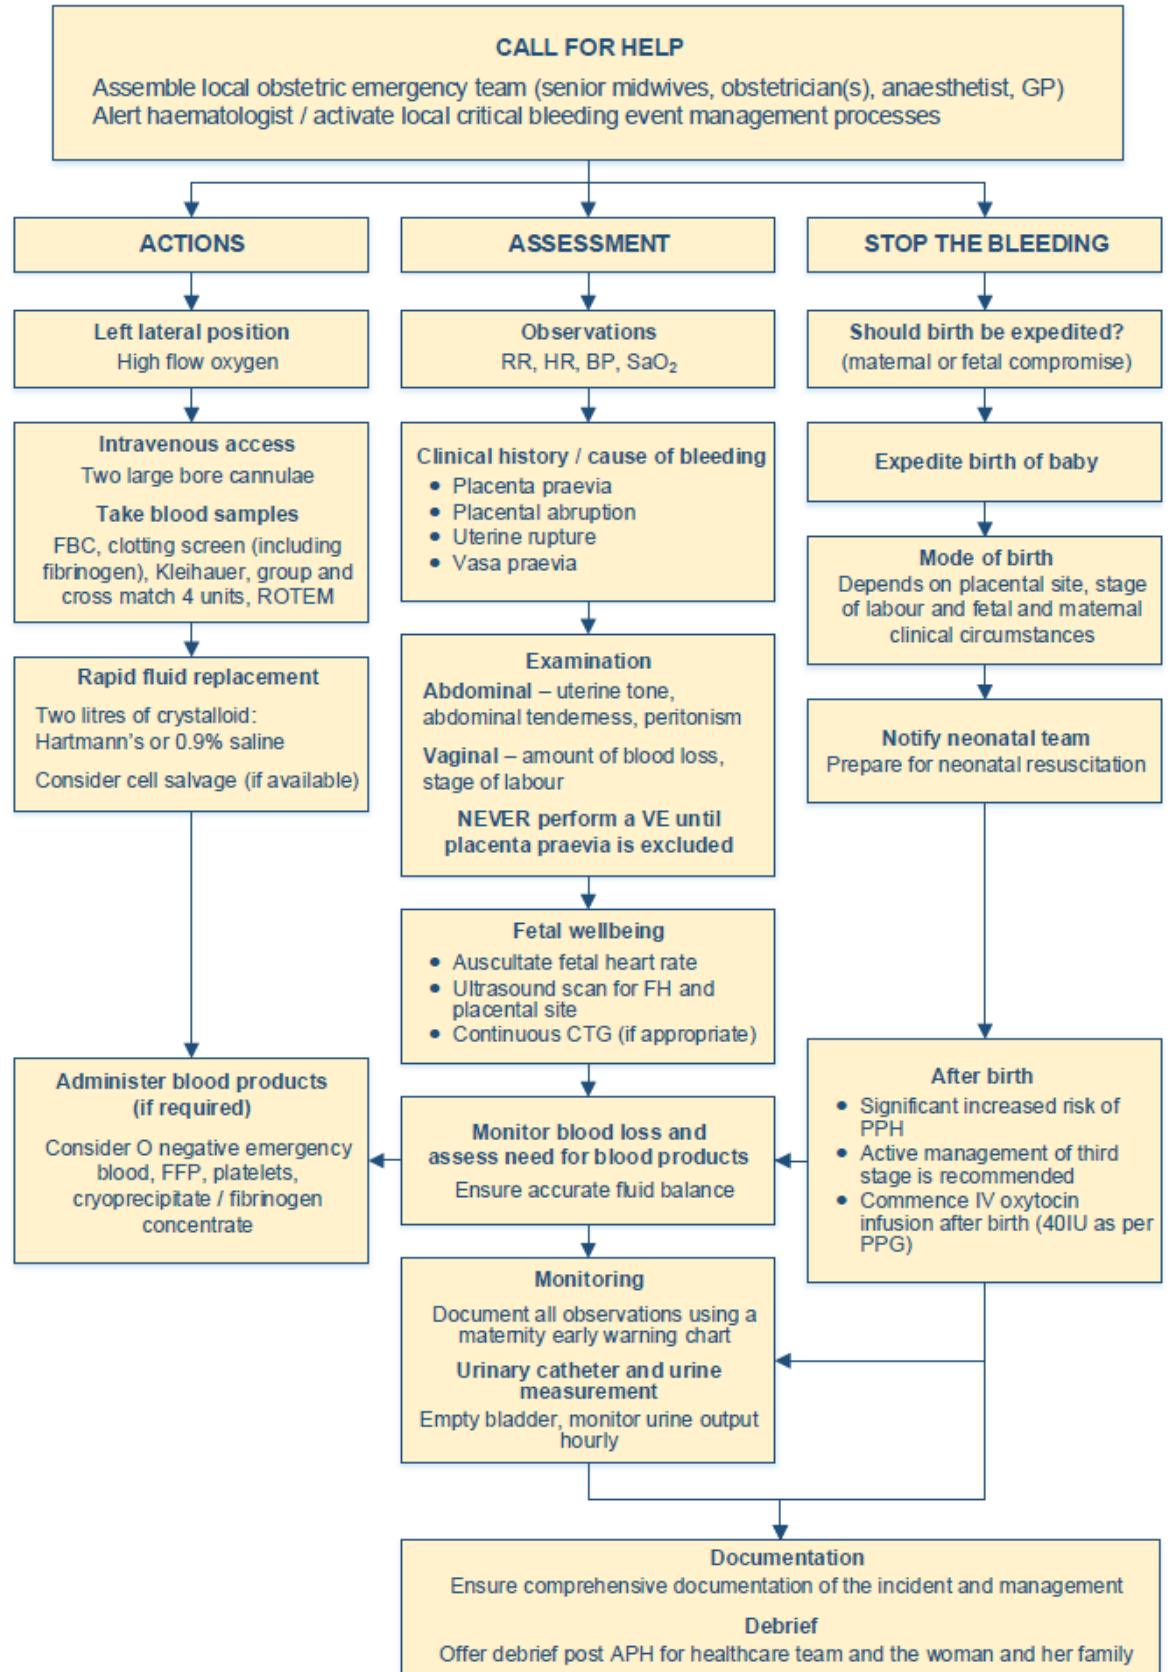 CALL FOR HELP
Assemble local obstetric emergency team (senior midwives, obstetrician(s), anaesthetist, GP)
Alert haematologist / activate local critical bleeding event management processes
ACTIONS
Left lateral position
High flow oxygen
Intravenous access
Two large bore cannulae
Take blood samples
FBC, clotting screen (including
fibrinogen), Kleihauer, group and
cross match 4 units, ROTEM
Rapid fluid replacement
Two litres of crystalloid:
Hartmann's or 0.9% saline
Consider cell salvage (if available)
Administer blood products
(if required)
Consider O negative emergency
blood, FFP, platelets,
cryoprecipitate / fibrinogen
concentrate
ASSESSMENT
Observations
RR, HR, BP, SaO₂
Clinical history / cause of bleeding
• Placenta praevia
• Placental abruption
• Uterine rupture
• Vasa praevia
Examination
Abdominal – uterine tone,
abdominal tenderness, peritonism
Vaginal – amount of blood loss,
stage of labour
NEVER perform a VE until
placenta praevia is excluded
Fetal wellbeing
• Auscultate fetal heart rate
• Ultrasound scan for FH and
placental site
• Continuous CTG (if appropriate)
Monitor blood loss and
assess need for blood products
Ensure accurate fluid balance
Monitoring
Document all observations using a
maternity early warning chart
Urinary catheter and urine
measurement
Empty bladder, monitor urine output
hourly
STOP THE BLEEDING
Should birth be expedited?
(maternal or fetal compromise)
Expedite birth of baby
Mode of birth
Depends on placental site, stage
of labour and fetal and maternal
clinical circumstances
Notify neonatal team
Prepare for neonatal resuscitation
After birth
• Significant increased risk of
PPH
• Active management of third
stage is recommended
• Commence IV oxytocin
infusion after birth (40IU as per
PPG)
Documentation
Ensure comprehensive documentation of the incident and management
Debrief
Offer debrief post APH for healthcare team and the woman and her family